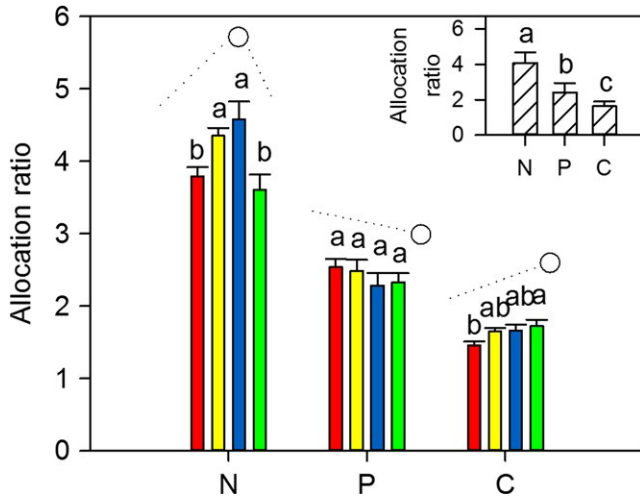 6
5
4
3
2
1
0
Allocation ratio
b a a b
a a a a
b ab ab a
N P C
Allocation
ratio
6
4
2
0
a b c
N P C